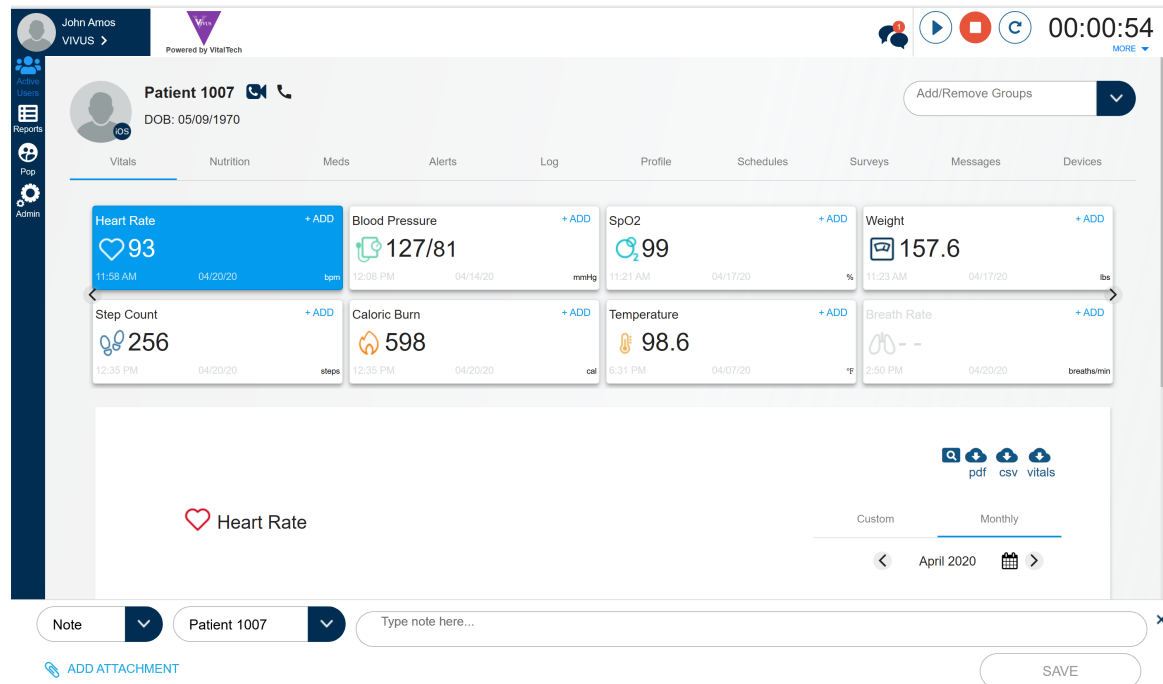 John Amos
VIVUS
VIVUS
Powered by VitalTech
1
C
00:00:54
MORE
Active
Users
Reports
Pop
Admin
Patient 1007
DOB: 05/09/1970
iOS
Add/Remove Groups
Vitals Nutrition Meds Alerts Log Profile Schedules Surveys Messages Devices
Heart Rate + ADD
93
11:58 AM 04/20/20 bpm
Blood Pressure + ADD
127/81
12:08 PM 04/14/20 mmHg
SpO2 + ADD
O2 99
11:21 AM 04/17/20 %
Weight + ADD
157.6
11:23 AM 04/17/20 lbs
Step Count + ADD
256
12:35 PM 04/20/20 steps
Caloric Burn + ADD
598
12:35 PM 04/20/20 cal
Temperature + ADD
98.6
6:31 PM 04/07/20 °F
Breath Rate + ADD
- -
2:50 PM 04/20/20 breaths/min
pdf csv vitals
Heart Rate
Custom Monthly
April 2020
Note
Patient 1007
Type note here...
ADD ATTACHMENT
SAVE